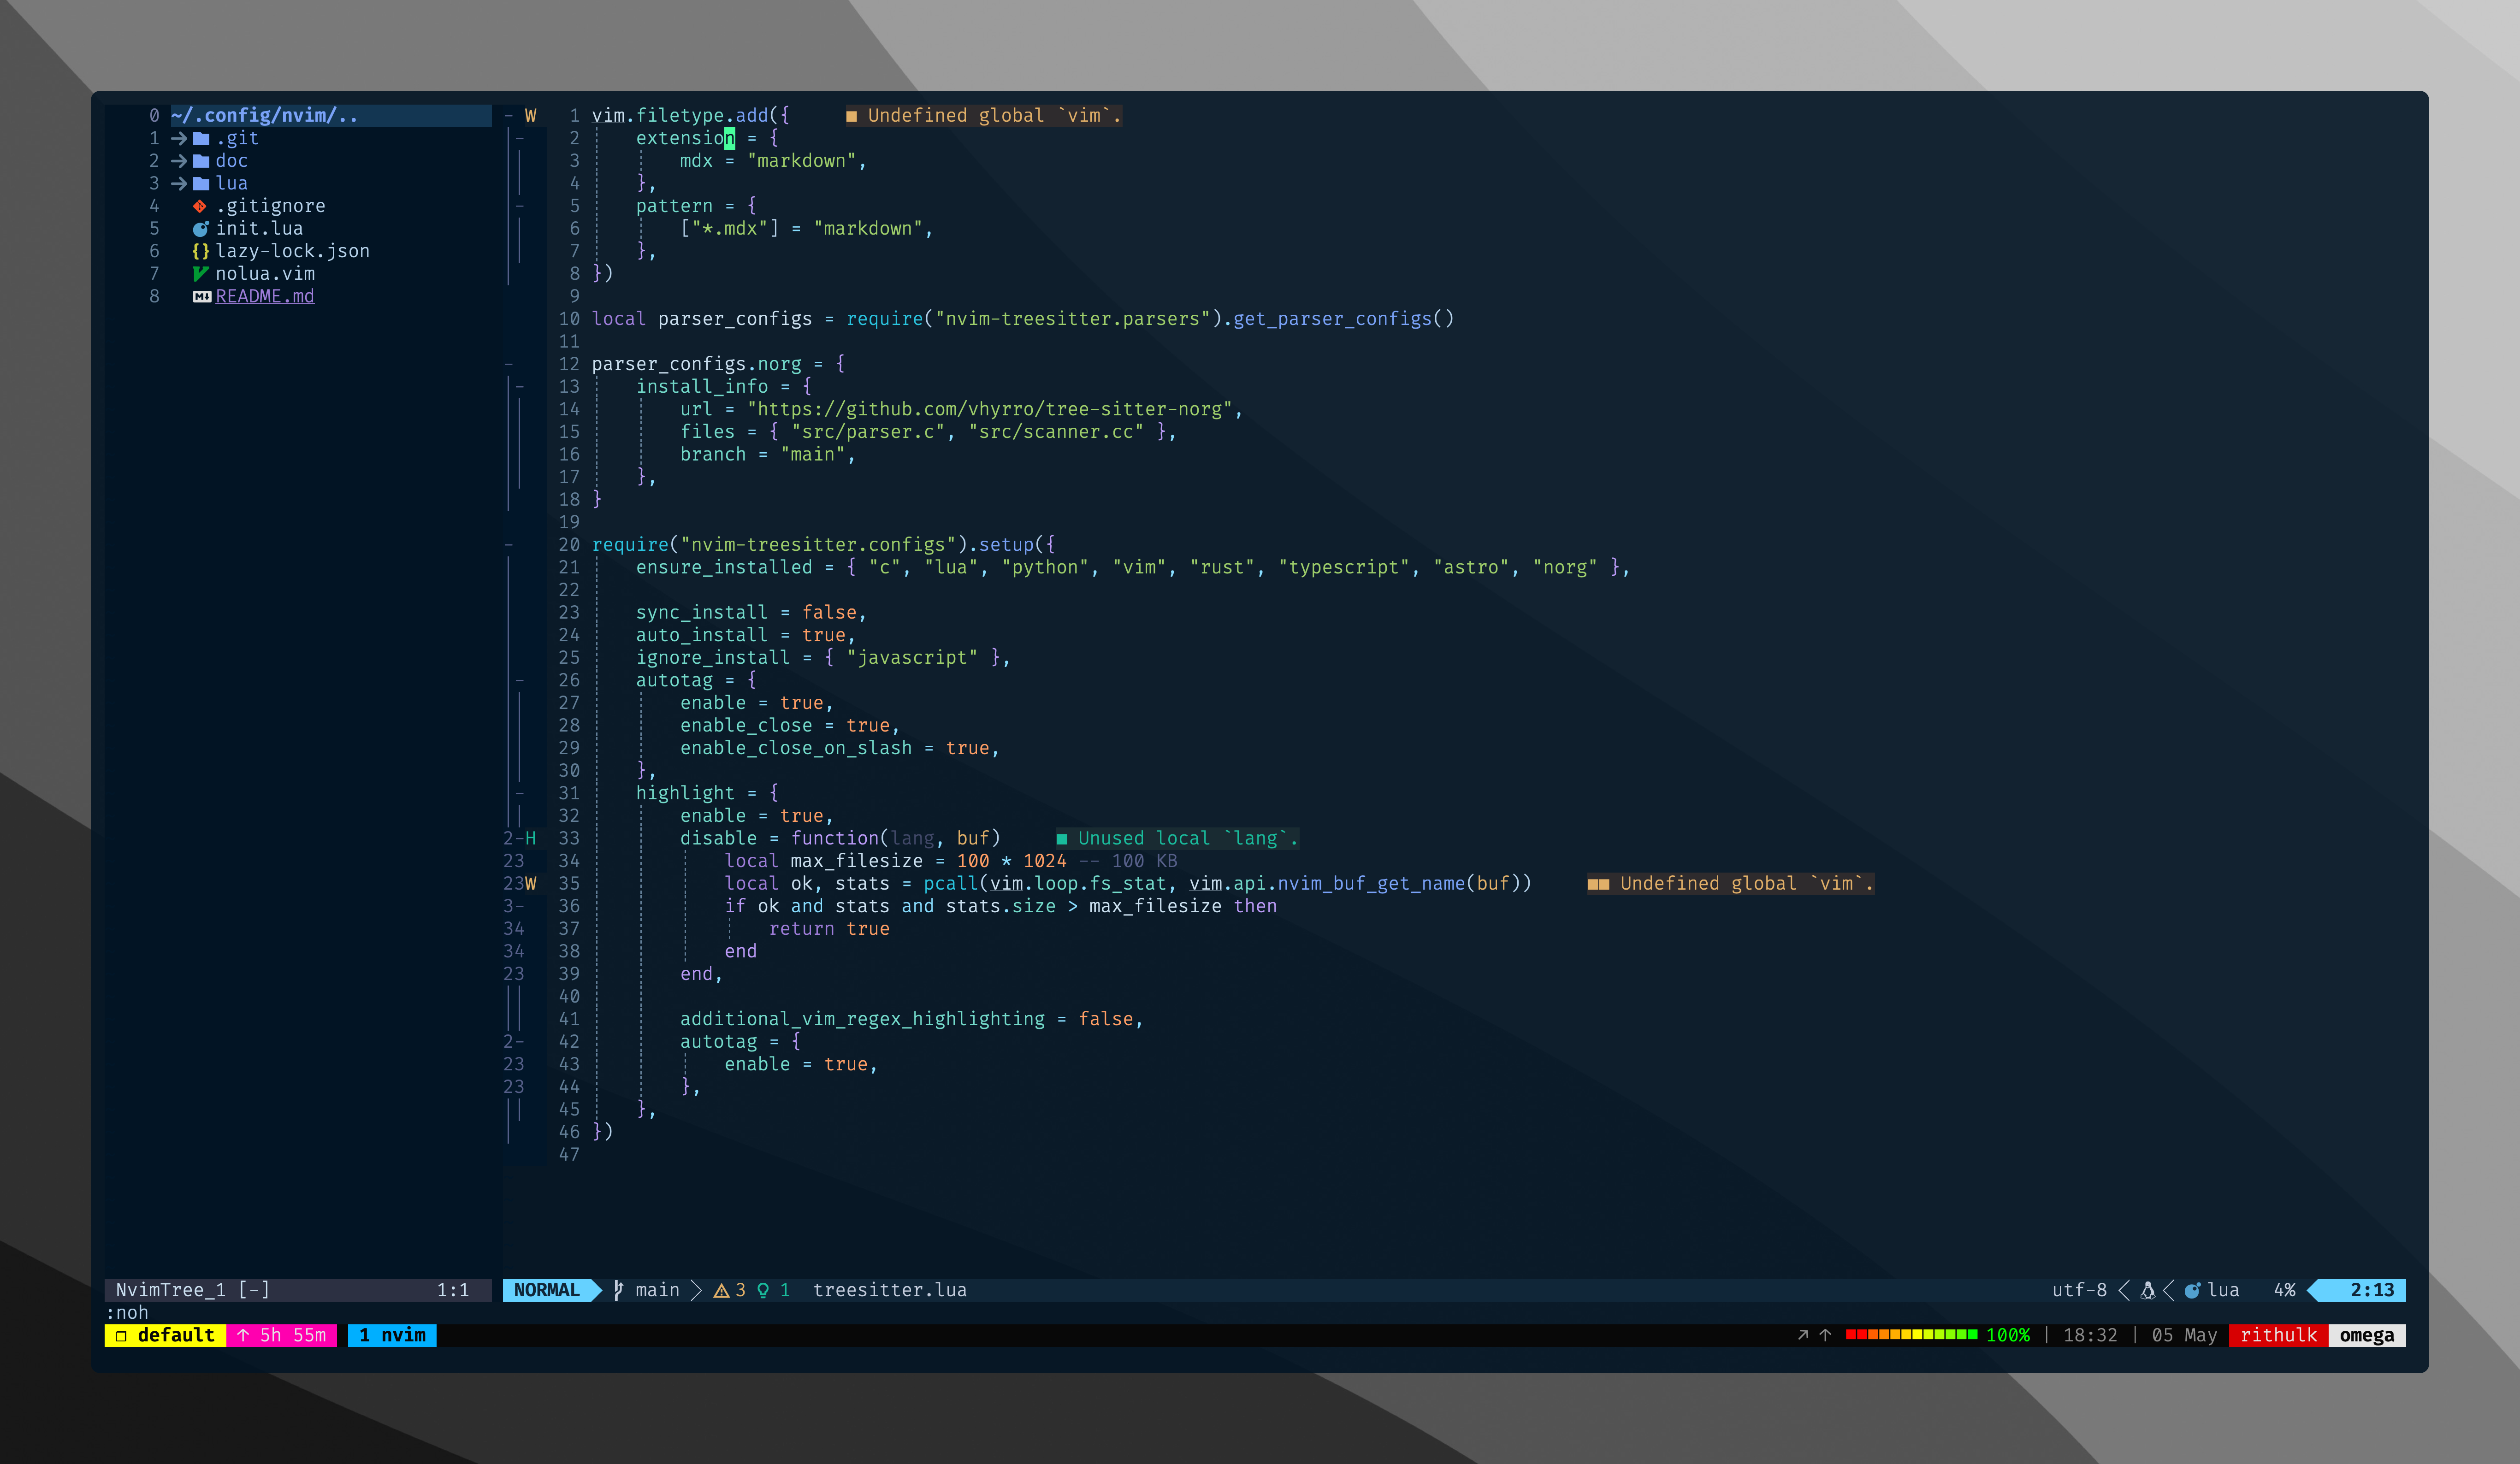 0 ~/.config/nvim/..
1 .git
2 doc
3 lua
4 .gitignore
5 init.lua
6 lazy-lock.json
7 nolua.vim
8 README.md
- W 1 vim.filetype.add({ ■ Undefined global `vim`.
- 2 extension = {
3 mdx = "markdown",
4 },
- 5 pattern = {
6 ["*.mdx"] = "markdown",
7 },
8 })
9
10 local parser_configs = require("nvim-treesitter.parsers").get_parser_configs()
11
- 12 parser_configs.norg = {
- 13 install_info = {
14 url = "https://github.com/vhyrro/tree-sitter-norg",
15 files = { "src/parser.c", "src/scanner.cc" },
16 branch = "main",
17 },
18 }
19
- 20 require("nvim-treesitter.configs").setup({
21 ensure_installed = { "c", "lua", "python", "vim", "rust", "typescript", "astro", "norg" },
22
23 sync_install = false,
24 auto_install = true,
25 ignore_install = { "javascript" },
- 26 autotag = {
27 enable = true,
28 enable_close = true,
29 enable_close_on_slash = true,
30 },
- 31 highlight = {
32 enable = true,
2-H 33 disable = function(lang, buf) ■ Unused local `lang`.
23 34 local max_filesize = 100 * 1024 -- 100 KB
23W 35 local ok, stats = pcall(vim.loop.fs_stat, vim.api.nvim_buf_get_name(buf)) ■■ Undefined global `vim`.
3- 36 if ok and stats and stats.size > max_filesize then
34 37 return true
34 38 end
23 39 end,
40
41 additional_vim_regex_highlighting = false,
2- 42 autotag = {
23 43 enable = true,
23 44 },
45 },
46 })
47
NvimTree_1 [-] 1:1
NORMAL main 3 1 treesitter.lua utf-8 lua 4% 2:13
:noh
❐ default ↑ 5h 55m 1 nvim ↗ ↑ 100% | 18:32 | 05 May rithulk omega